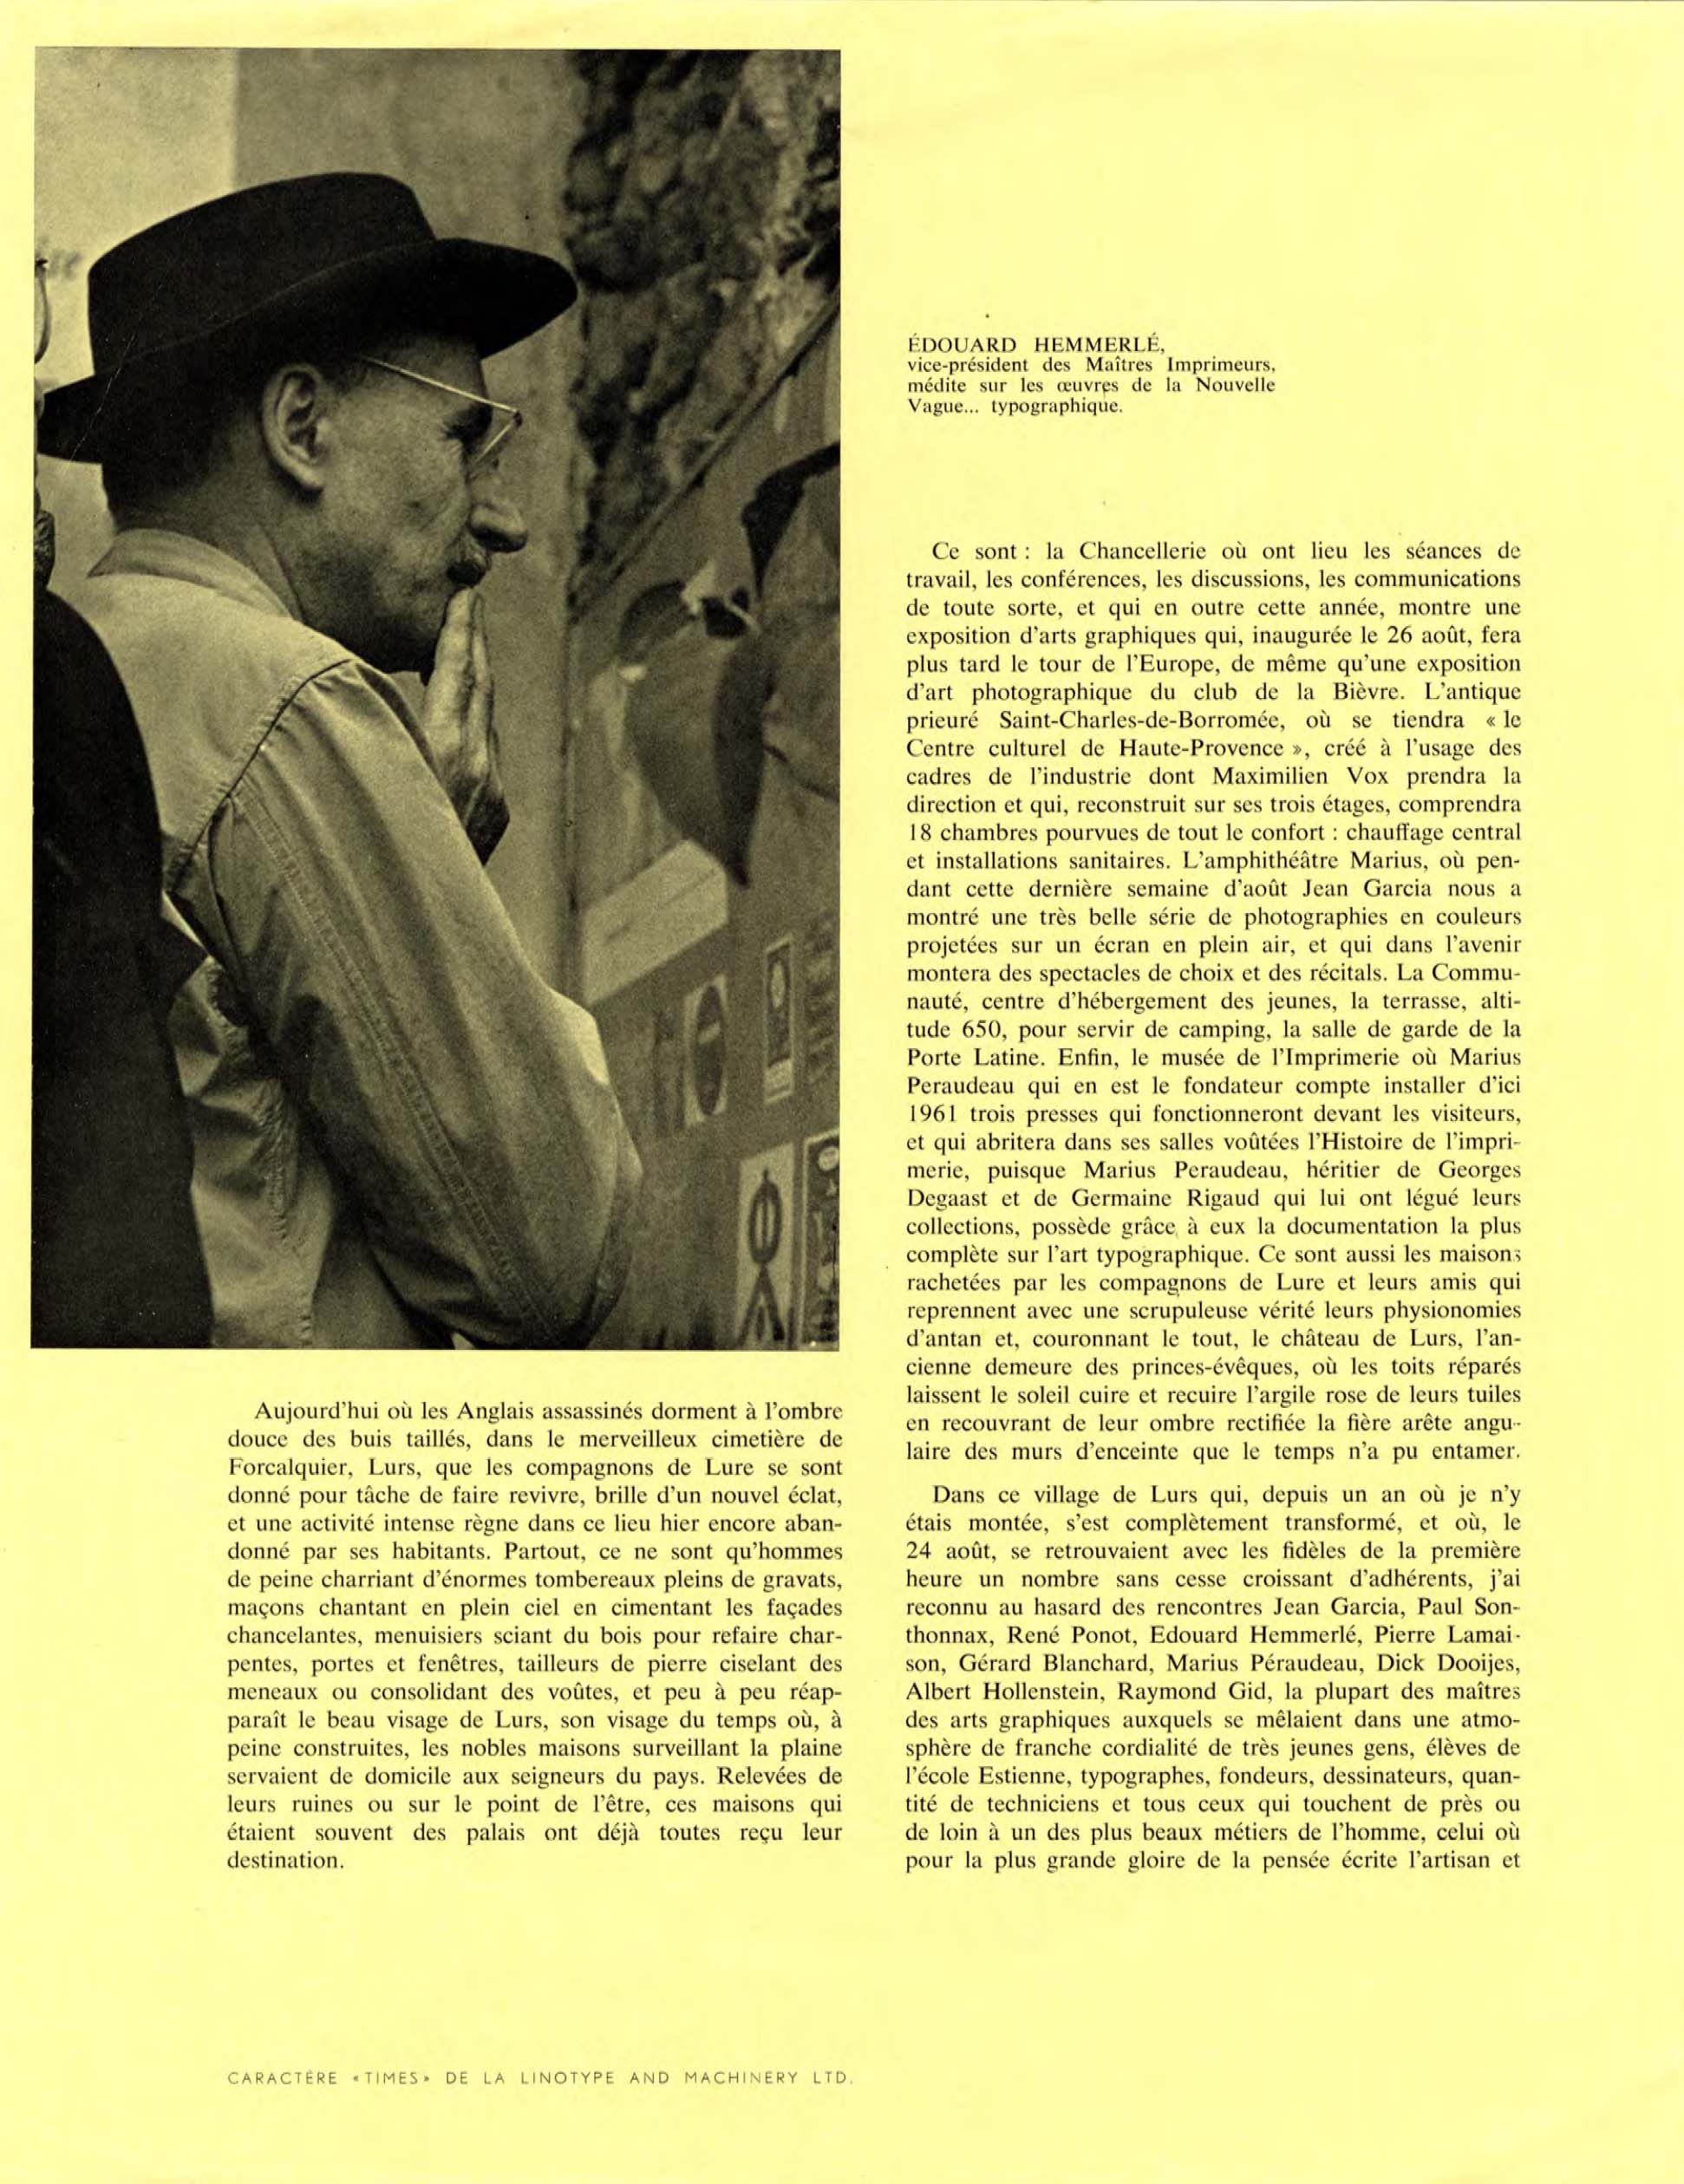 ÉDOUARD HEMMERLÉ,
vice-président des Maîtres Imprimeurs,
médite sur les œuvres de la Nouvelle
Vague... typographique.
Aujourd'hui où les Anglais assassinés dorment à l'ombre
douce des buis taillés, dans le merveilleux cimetière de
Forcalquier, Lurs, que les compagnons de Lure se sont
donné pour tâche de faire revivre, brille d'un nouvel éclat,
et une activité intense règne dans ce lieu hier encore aban-
donné par ses habitants. Partout, ce ne sont qu'hommes
de peine charriant d'énormes tombereaux pleins de gravats,
maçons chantant en plein ciel en cimentant les façades
chancelantes, menuisiers sciant du bois pour refaire char-
pentes, portes et fenêtres, tailleurs de pierre ciselant des
meneaux ou consolidant des voûtes, et peu à peu réap-
paraît le beau visage de Lurs, son visage du temps où, à
peine construites, les nobles maisons surveillant la plaine
servaient de domicile aux seigneurs du pays. Relevées de
leurs ruines ou sur le point de l'être, ces maisons qui
étaient souvent des palais ont déjà toutes reçu leur
destination.
Ce sont : la Chancellerie où ont lieu les séances de
travail, les conférences, les discussions, les communications
de toute sorte, et qui en outre cette année, montre une
exposition d'arts graphiques qui, inaugurée le 26 août, fera
plus tard le tour de l'Europe, de même qu'une exposition
d'art photographique du club de la Bièvre. L'antique
prieuré Saint-Charles-de-Borromée, où se tiendra « le
Centre culturel de Haute-Provence », créé à l'usage des
cadres de l'industrie dont Maximilien Vox prendra la
direction et qui, reconstruit sur ses trois étages, comprendra
18 chambres pourvues de tout le confort : chauffage central
et installations sanitaires. L'amphithéâtre Marius, où pen-
dant cette dernière semaine d'août Jean Garcia nous a
montré une très belle série de photographies en couleurs
projetées sur un écran en plein air, et qui dans l'avenir
montera des spectacles de choix et des récitals. La Commu-
nauté, centre d'hébergement des jeunes, la terrasse, alti-
tude 650, pour servir de camping, la salle de garde de la
Porte Latine. Enfin, le musée de l'Imprimerie où Marius
Peraudeau qui en est le fondateur compte installer d'ici
1961 trois presses qui fonctionneront devant les visiteurs,
et qui abritera dans ses salles voûtées l'Histoire de l'impri-
merie, puisque Marius Peraudeau, héritier de Georges
Degaast et de Germaine Rigaud qui lui ont légué leurs
collections, possède grâce à eux la documentation la plus
complète sur l'art typographique. Ce sont aussi les maisons
rachetées par les compagnons de Lure et leurs amis qui
reprennent avec une scrupuleuse vérité leurs physionomies
d'antan et, couronnant le tout, le château de Lurs, l'an-
cienne demeure des princes-évêques, où les toits réparés
laissent le soleil cuire et recuire l'argile rose de leurs tuiles
en recouvrant de leur ombre rectifiée la fière arête angu-
laire des murs d'enceinte que le temps n'a pu entamer.
Dans ce village de Lurs qui, depuis un an où je n'y
étais montée, s'est complètement transformé, et où, le
24 août, se retrouvaient avec les fidèles de la première
heure un nombre sans cesse croissant d'adhérents, j'ai
reconnu au hasard des rencontres Jean Garcia, Paul Son-
thonnax, René Ponot, Edouard Hemmerlé, Pierre Lamai-
son, Gérard Blanchard, Marius Péraudeau, Dick Dooijes,
Albert Hollenstein, Raymond Gid, la plupart des maîtres
des arts graphiques auxquels se mêlaient dans une atmo-
sphère de franche cordialité de très jeunes gens, élèves de
l'école Estienne, typographes, fondeurs, dessinateurs, quan-
tité de techniciens et tous ceux qui touchent de près ou
de loin à un des plus beaux métiers de l'homme, celui où
pour la plus grande gloire de la pensée écrite l'artisan et
CARACTÈRE «TIMES» DE LA LINOTYPE AND MACHINERY LTD.